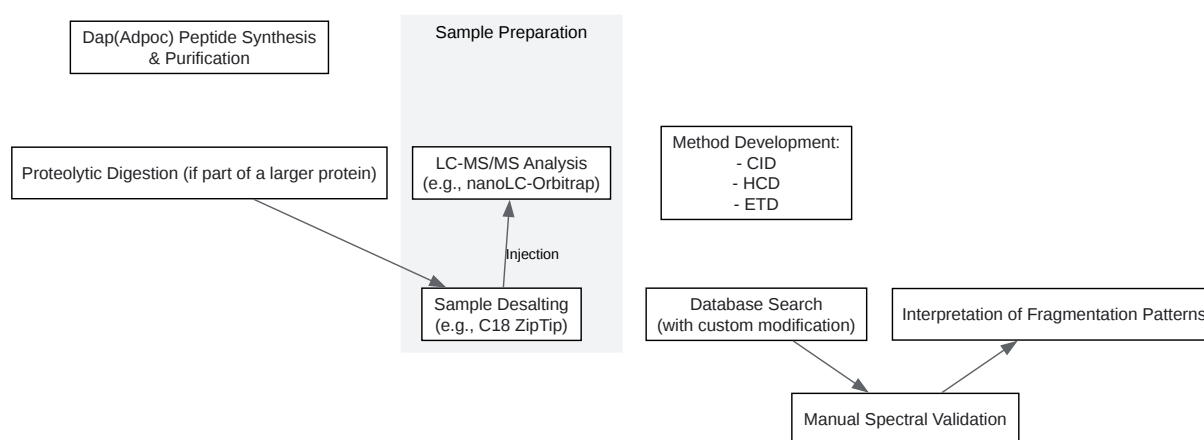 Dap(Adpoc) Peptide Synthesis
& Purification
Sample Preparation
Proteolytic Digestion (if part of a larger protein)
LC-MS/MS Analysis
(e.g., nanoLC-Orbitrap)
Method Development:
- CID
- HCD
- ETD
Injection
Sample Desalting
(e.g., C18 ZipTip)
Database Search
(with custom modification)
Interpretation of Fragmentation Patterns
Manual Spectral Validation